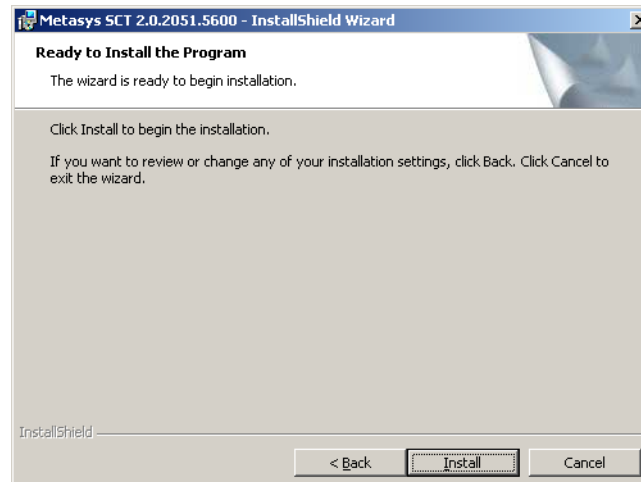 Metasys SCT 2.0.2051.5600 - InstallShield Wizard
Ready to Install the Program
The wizard is ready to begin installation.
Click Install to begin the installation.
If you want to review or change any of your installation settings, click Back. Click Cancel to
exit the wizard.
InstallShield
< Back Install Cancel